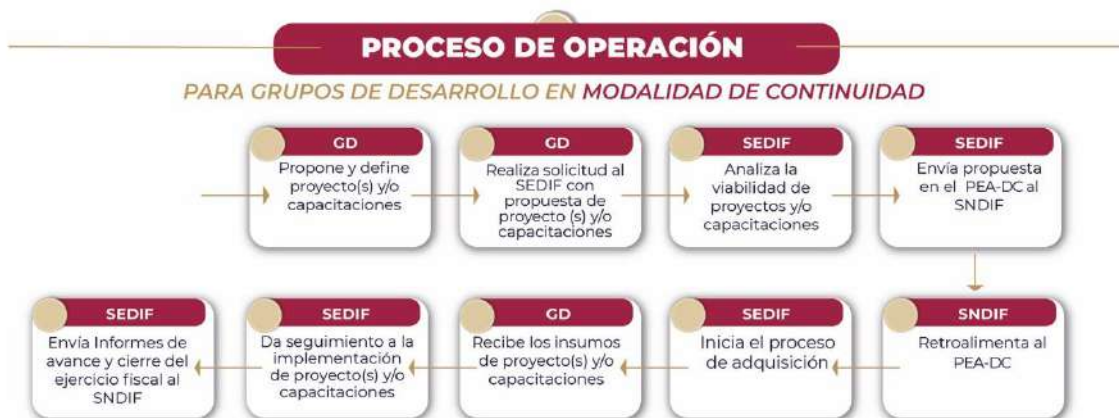 PROCESO DE OPERACIÓN
PARA GRUPOS DE DESARROLLO EN MODALIDAD DE CONTINUIDAD
GD
Propone y define
proyecto(s) y/o
capacitaciones
GD
Realiza solicitud al
SEDIF con
propuesta de
proyecto (s) y/o
capacitaciones
SEDIF
Analiza la
viabilidad de
proyectos y/o
capacitaciones
SEDIF
Envía propuesta
en el PEA-DC al
SNDIF
SNDIF
Retroalimenta al
PEA-DC
SEDIF
Inicia el proceso
de adquisición
GD
Recibe los insumos
de proyecto(s) y/o
capacitaciones
SEDIF
Da seguimiento a la
implementación
de proyecto(s) y/o
capacitaciones
SEDIF
Envía Informes de
avance y cierre del
ejercicio fiscal al
SNDIF